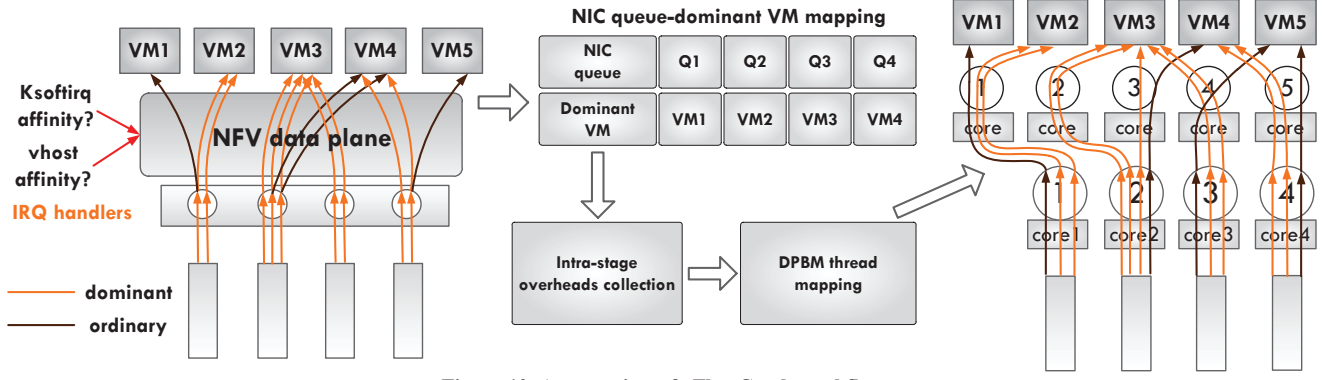 VM1 VM2 VM3 VM4 VM5
Ksoftirq
affinity?
vhost
affinity?
NFV data plane
IRQ handlers
dominant
ordinary
NIC queue-dominant VM mapping
NIC
queue
Q1 Q2 Q3 Q4
Dominant
VM
VM1 VM2 VM3 VM4
Intra-stage
overheads collection
DPBM thread
mapping
VM1 VM2 VM3 VM4 VM5
1 2 3 4 5
core core core core core
1 2 3 4
core1 core2 core3 core4